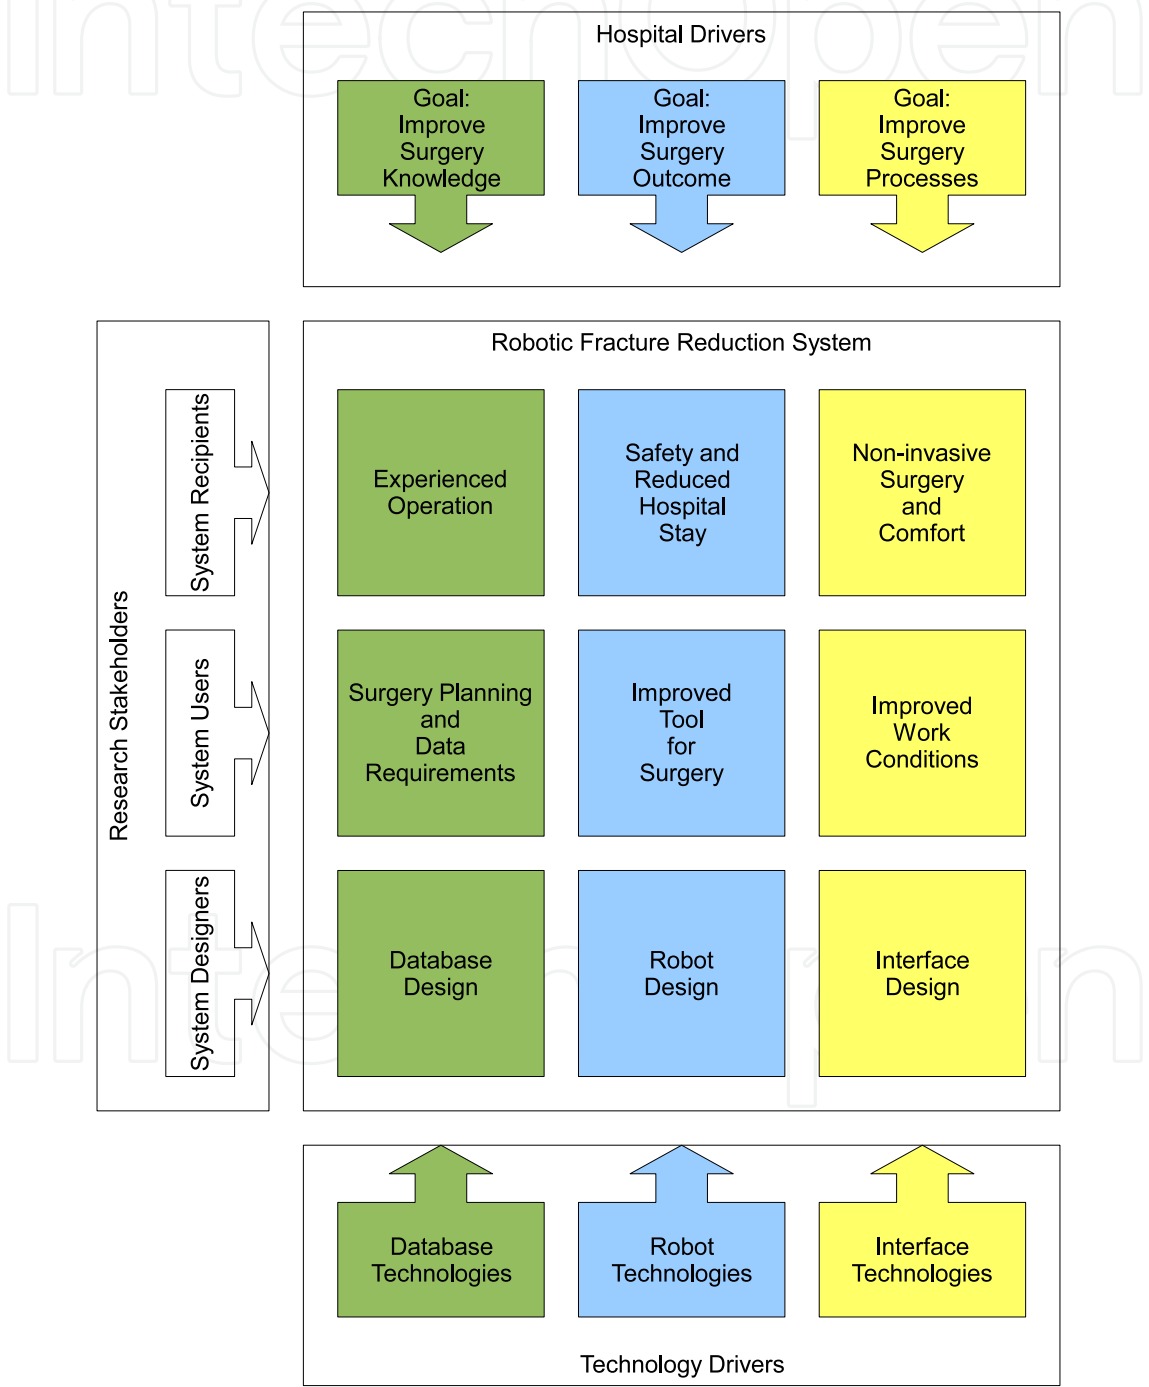 IntechOpen
Hospital Drivers
Goal:
Improve
Surgery
Knowledge
Goal:
Improve
Surgery
Outcome
Goal:
Improve
Surgery
Processes
Research Stakeholders
System Recipients
System Users
System Designers
Robotic Fracture Reduction System
Experienced
Operation
Safety and
Reduced
Hospital
Stay
Non-invasive
Surgery
and
Comfort
Surgery Planning
and
Data
Requirements
Improved
Tool
for
Surgery
Improved
Work
Conditions
IntechOpen
Database
Design
Robot
Design
Interface
Design
Database
Technologies
Robot
Technologies
Interface
Technologies
Technology Drivers